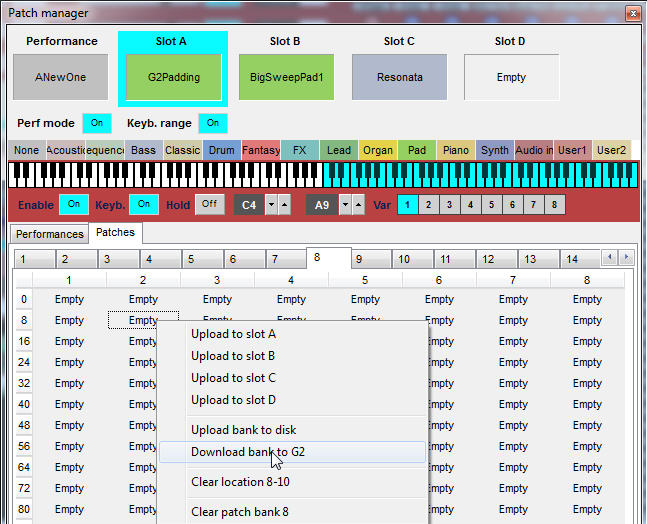 Patch manager
Performance Slot A Slot B Slot C Slot D
ANewOne G2Padding BigSweepPad1 Resonata Empty
Perf mode On Keyb. range On
None Acoustic equenc Bass Classic Drum Fantasy FX Lead Organ Pad Piano Synth Audio in User1 User2
Enable On Keyb. On Hold Off C4 A9 Var 1 2 3 4 5 6 7 8
Performances Patches
1 2 3 4 5 6 7 8 9 10 11 12 13 14
1 2 3 4 5 6 7 8
0 Empty Empty Empty Empty Empty Empty Empty Empty
8 Empty Empty Empty Empty Empty Empty Empty Empty
Upload to slot A
16 Empty Empty Empty Empty Empty
Upload to slot B
24 Empty Empty Empty Empty Empty
Upload to slot C
32 Empty Empty Empty Empty Empty
Upload to slot D
40 Empty Empty Empty Empty Empty
48 Empty Empty Empty Empty Empty
Upload bank to disk
56 Empty Empty Empty Empty Empty
Download bank to G2
64 Empty Empty Empty Empty Empty
72 Empty Empty Empty Empty Empty
Clear location 8-10
80 Empty Empty Empty Empty Empty
Clear patch bank 8